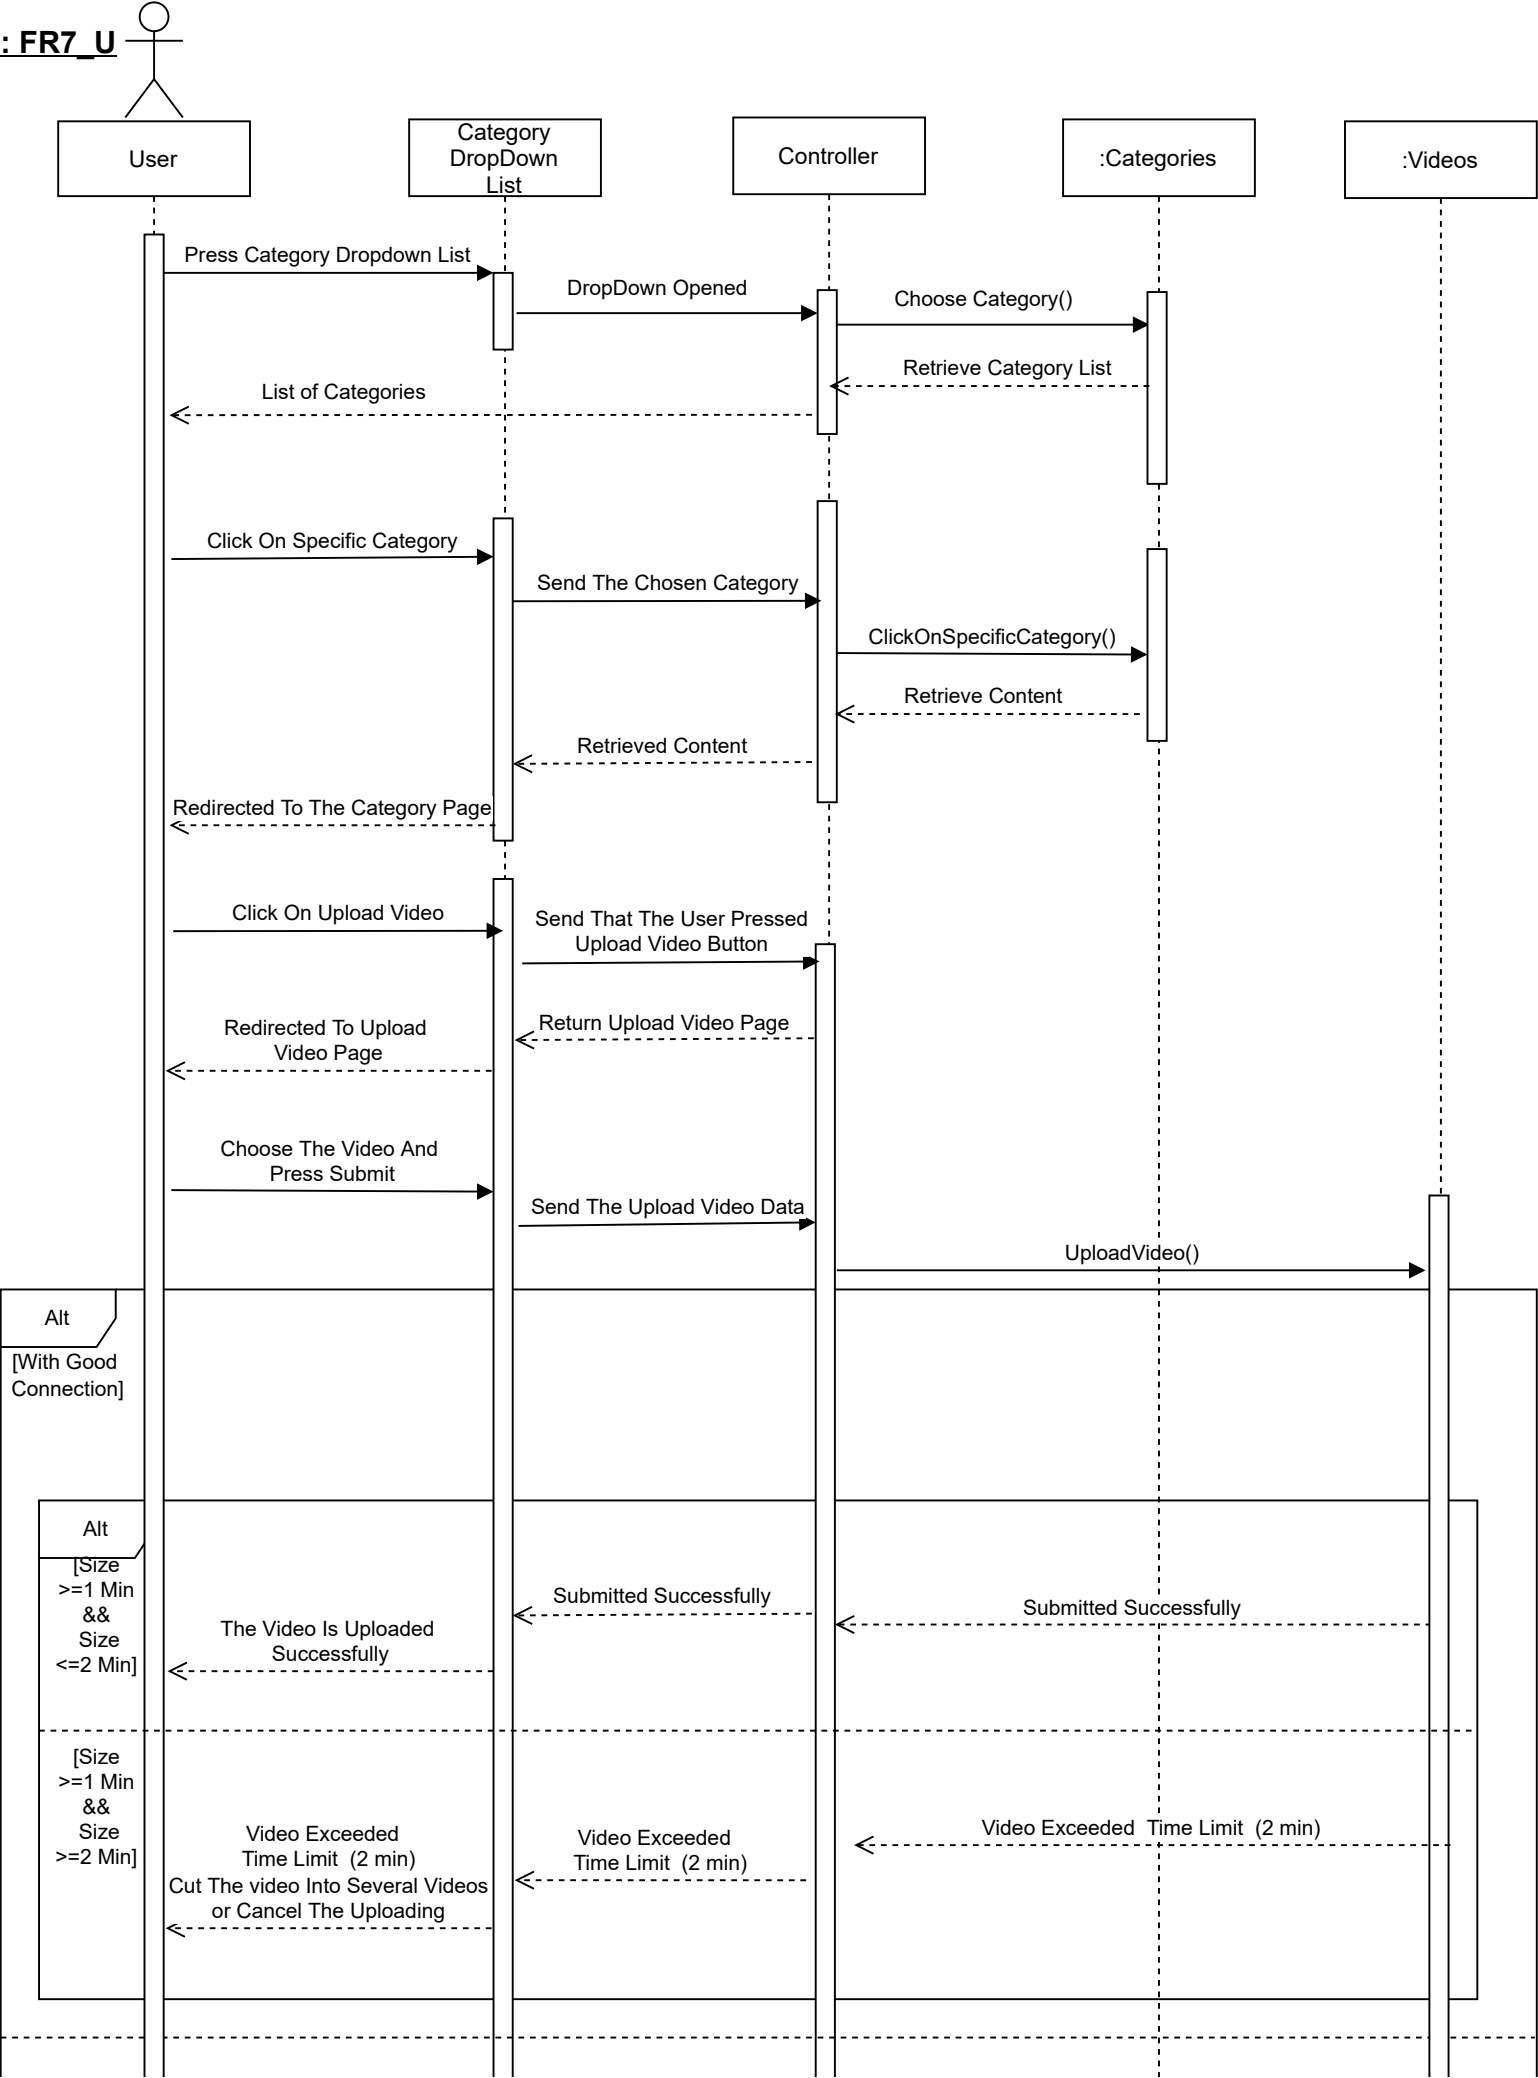 : FR7_U
User
Category
DropDown
List
Controller
:Categories
:Videos
Press Category Dropdown List
DropDown Opened
Choose Category()
Retrieve Category List
List of Categories
Click On Specific Category
Send The Chosen Category
ClickOnSpecificCategory()
Retrieve Content
Retrieved Content
Redirected To The Category Page
Click On Upload Video
Send That The User Pressed
Upload Video Button
Return Upload Video Page
Redirected To Upload
Video Page
Choose The Video And
Press Submit
Send The Upload Video Data
UploadVideo()
Alt
[With Good
Connection]
Alt
[Size
>=1 Min
&&
Size
<=2 Min]
Submitted Successfully
Submitted Successfully
The Video Is Uploaded
Successfully
[Size
>=1 Min
&&
Size
>=2 Min]
Video Exceeded Time Limit (2 min)
Video Exceeded
Time Limit (2 min)
Video Exceeded
Time Limit (2 min)
Cut The video Into Several Videos
or Cancel The Uploading